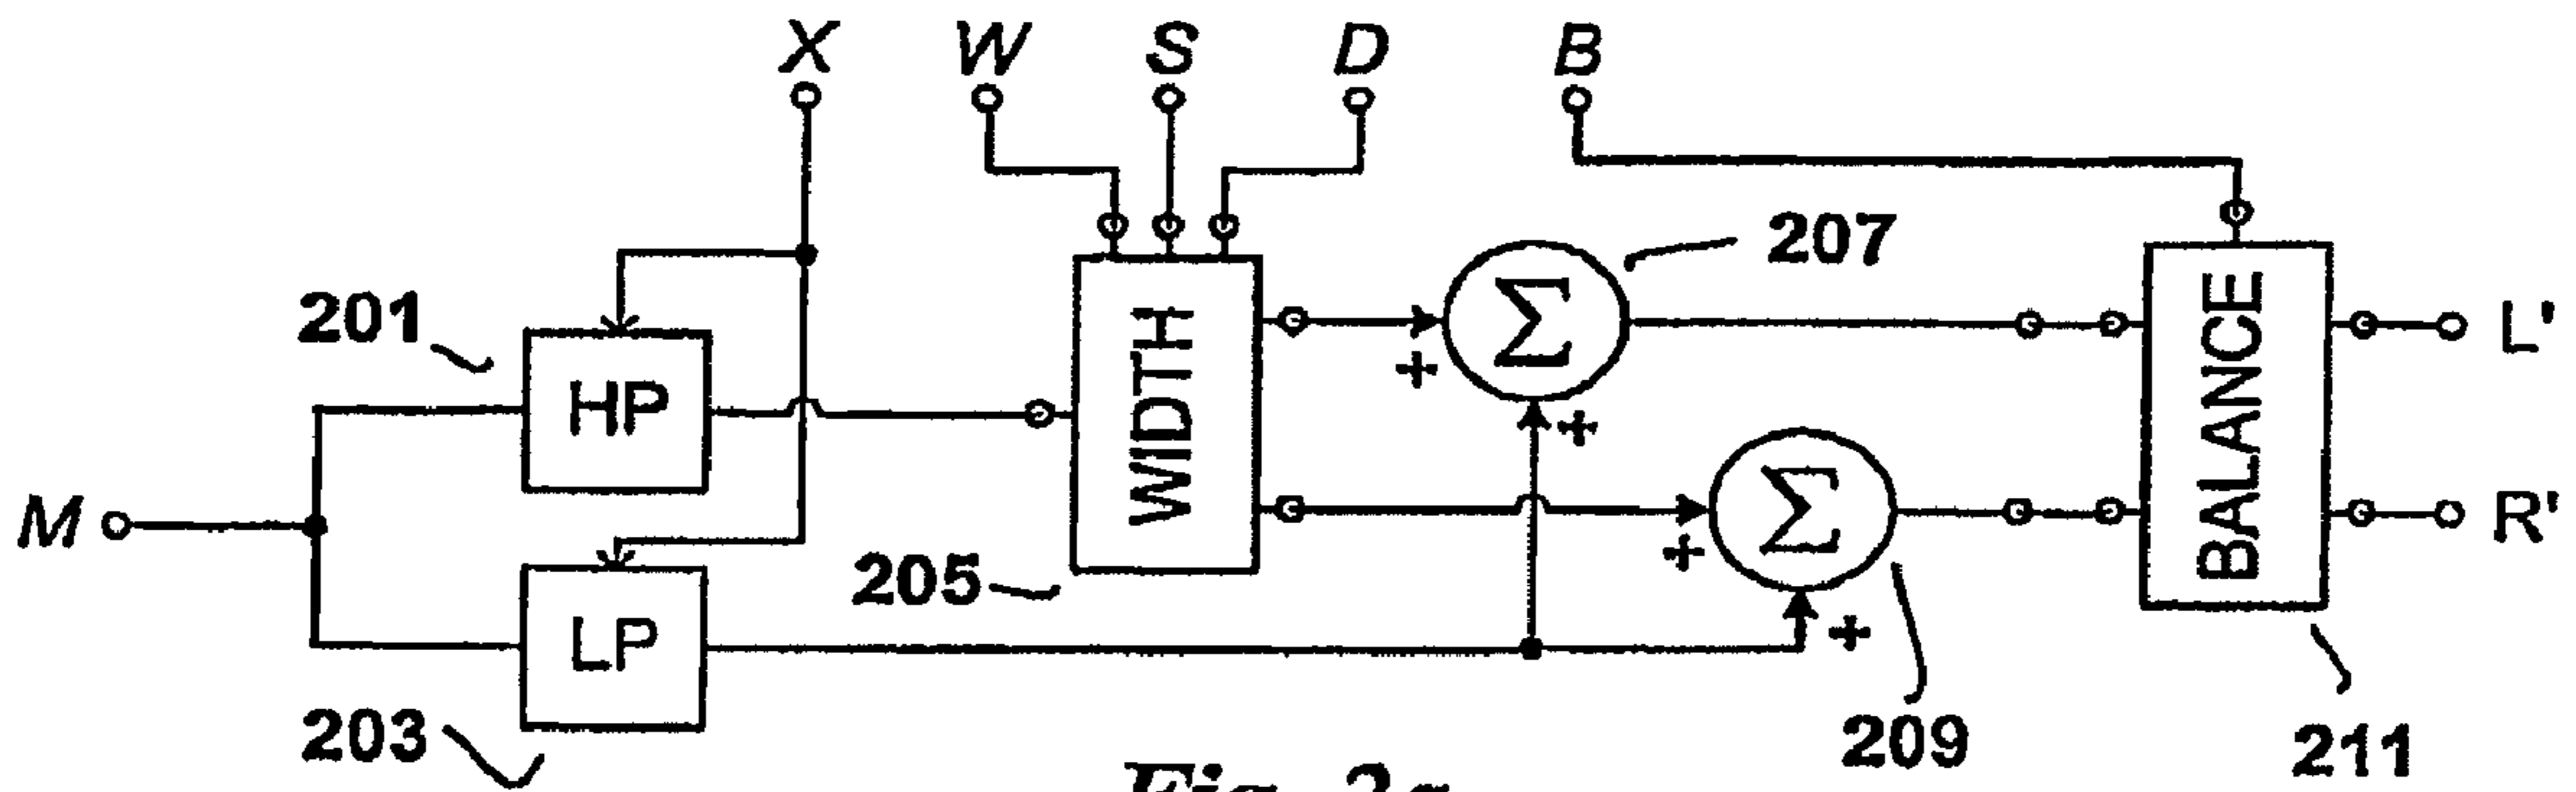 X W S D B
207
201
Σ
L'
HP
WIDTH
BALANCE
Σ
R'
M
205
LP
203
209
211